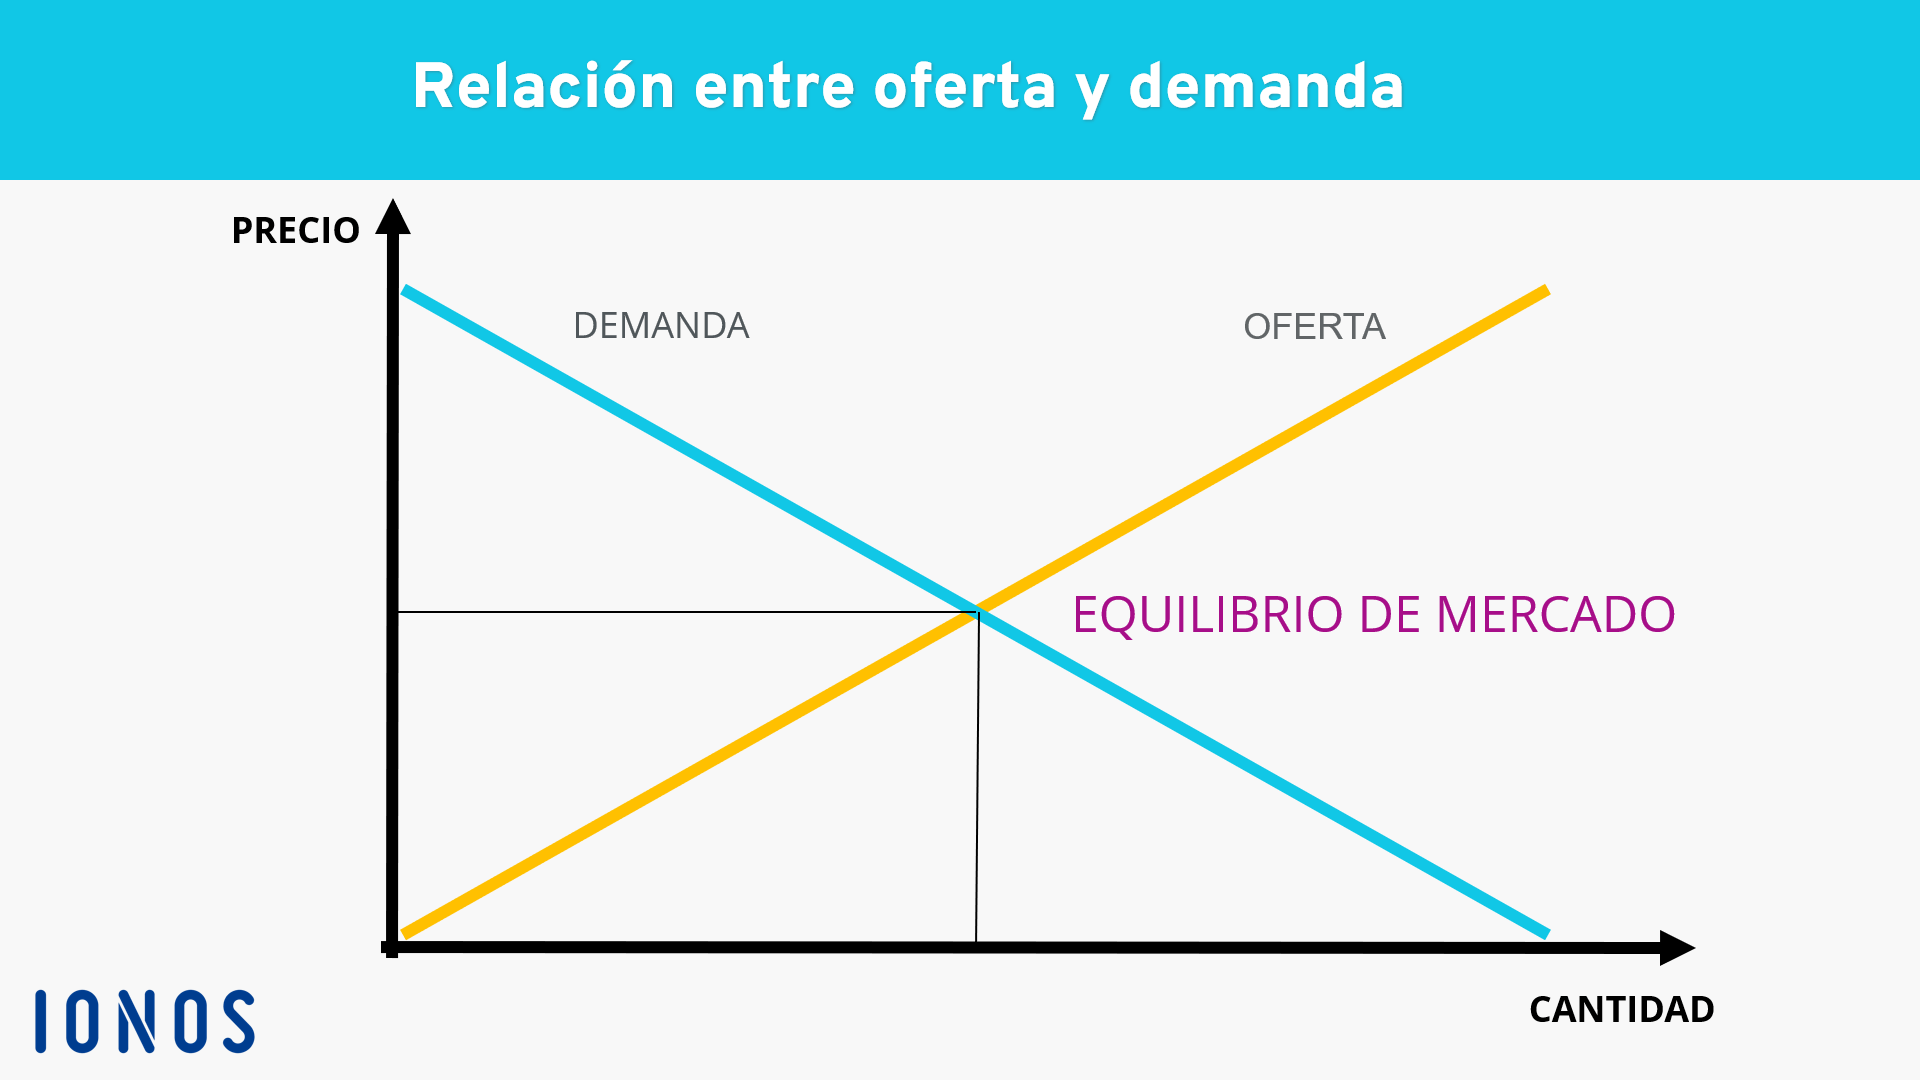 Relación entre oferta y demanda
PRECIO
DEMANDA
OFERTA
EQUILIBRIO DE MERCADO
CANTIDAD
IONOS